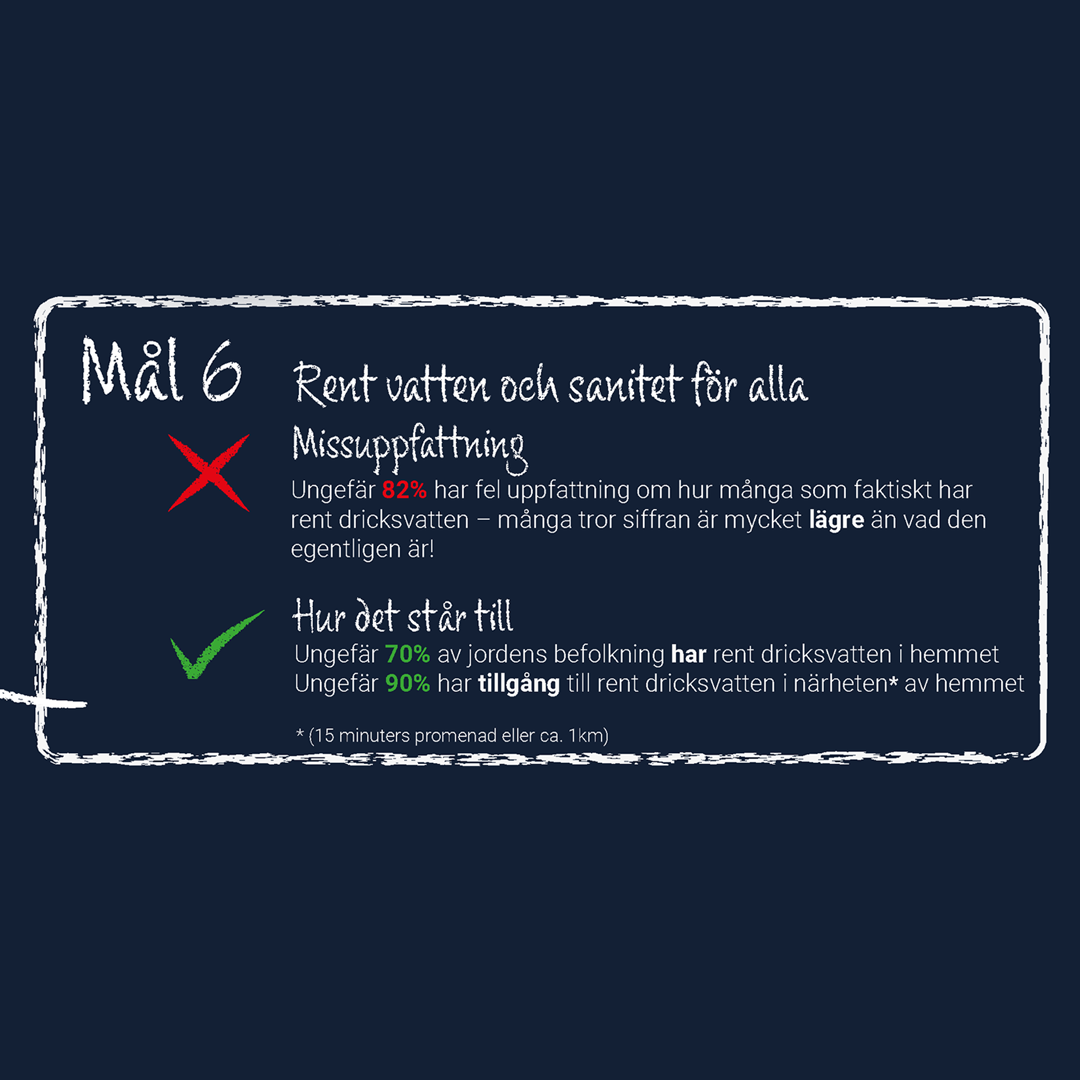 Mål 6
Rent vatten och sanitet för alla
Missuppfattning
Ungefär 82% har fel uppfattning om hur många som faktiskt har
rent dricksvatten – många tror siffran är mycket lägre än vad den
egentligen är!
Hur det står till
Ungefär 70% av jordens befolkning har rent dricksvatten i hemmet
Ungefär 90% har tillgång till rent dricksvatten i närheten* av hemmet
* (15 minuters promenad eller ca. 1km)